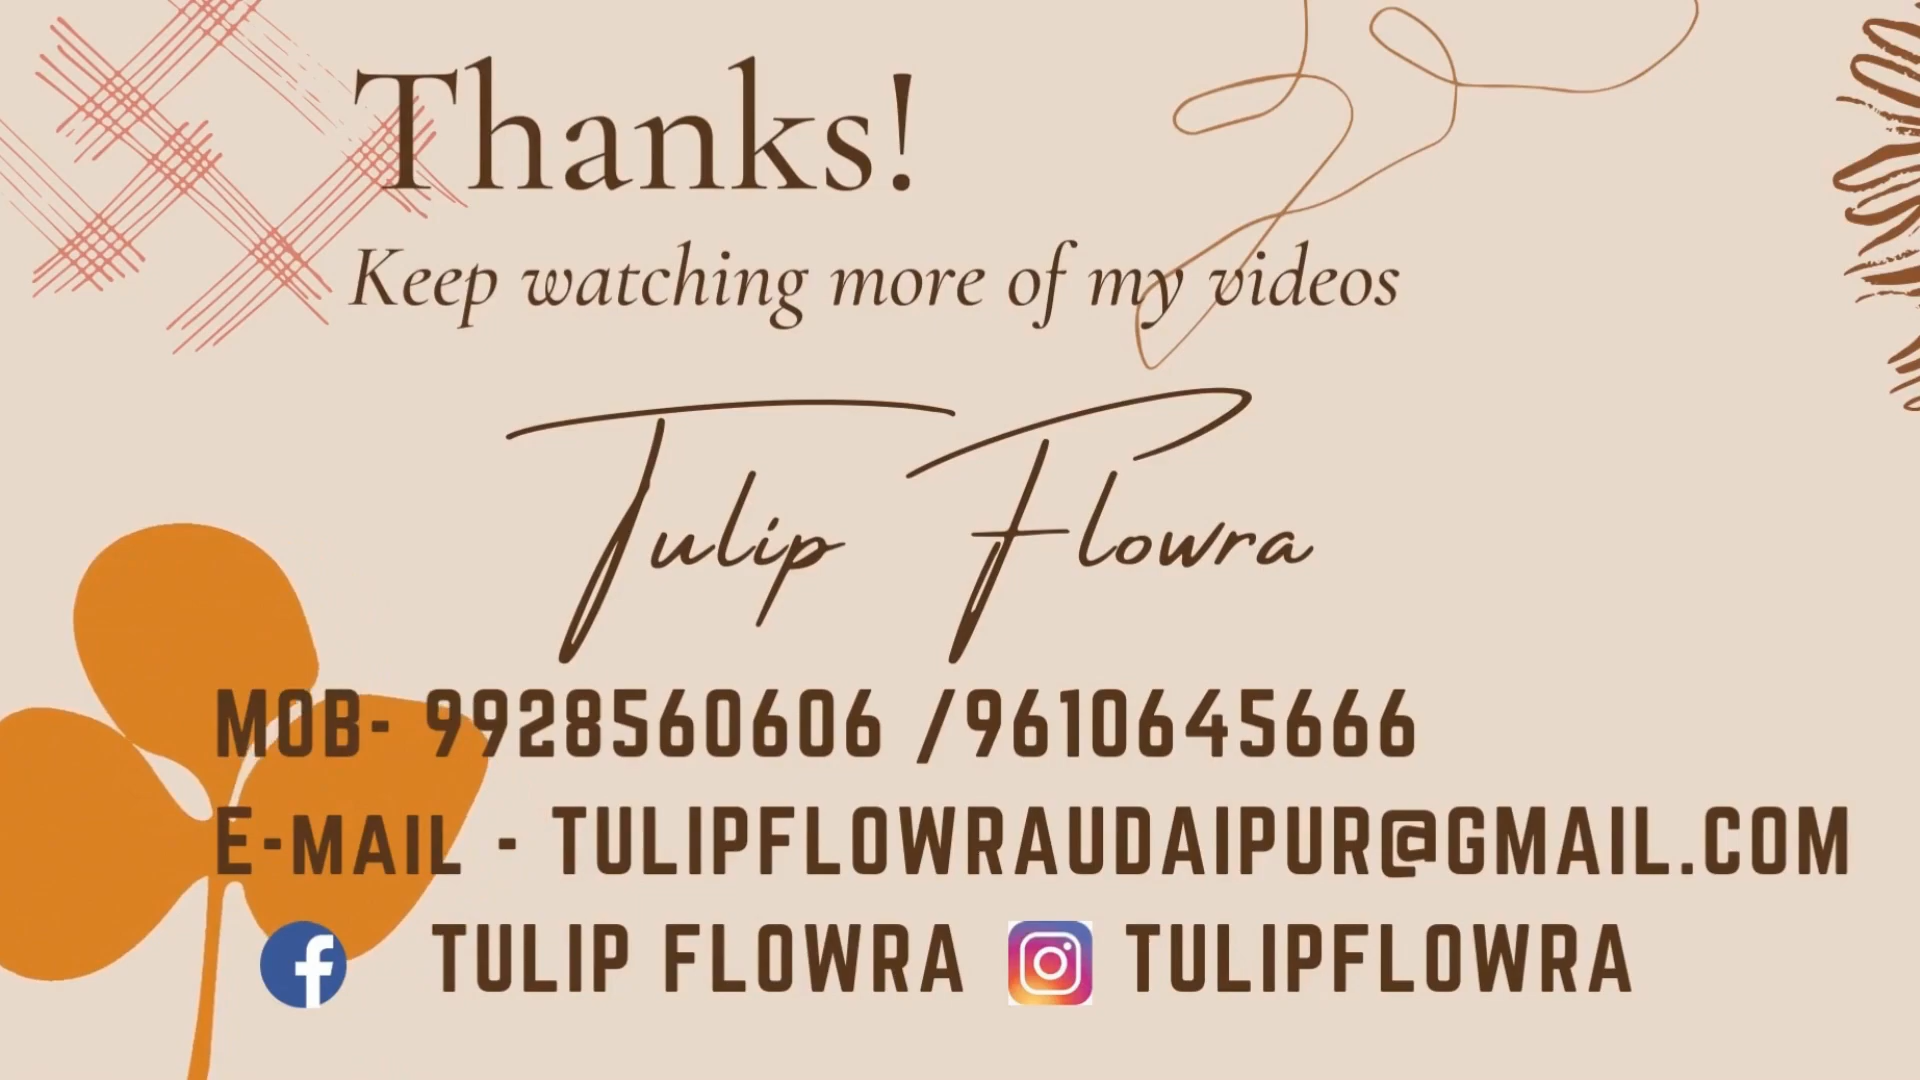 Thanks!
Keep watching more of my videos
Tulip Flowra
MOB- 9928560606 /9610645666
E-MAIL - TULIPFLOWRAUDAIPUR@GMAIL.COM
TULIP FLOWRA TULIPFLOWRA